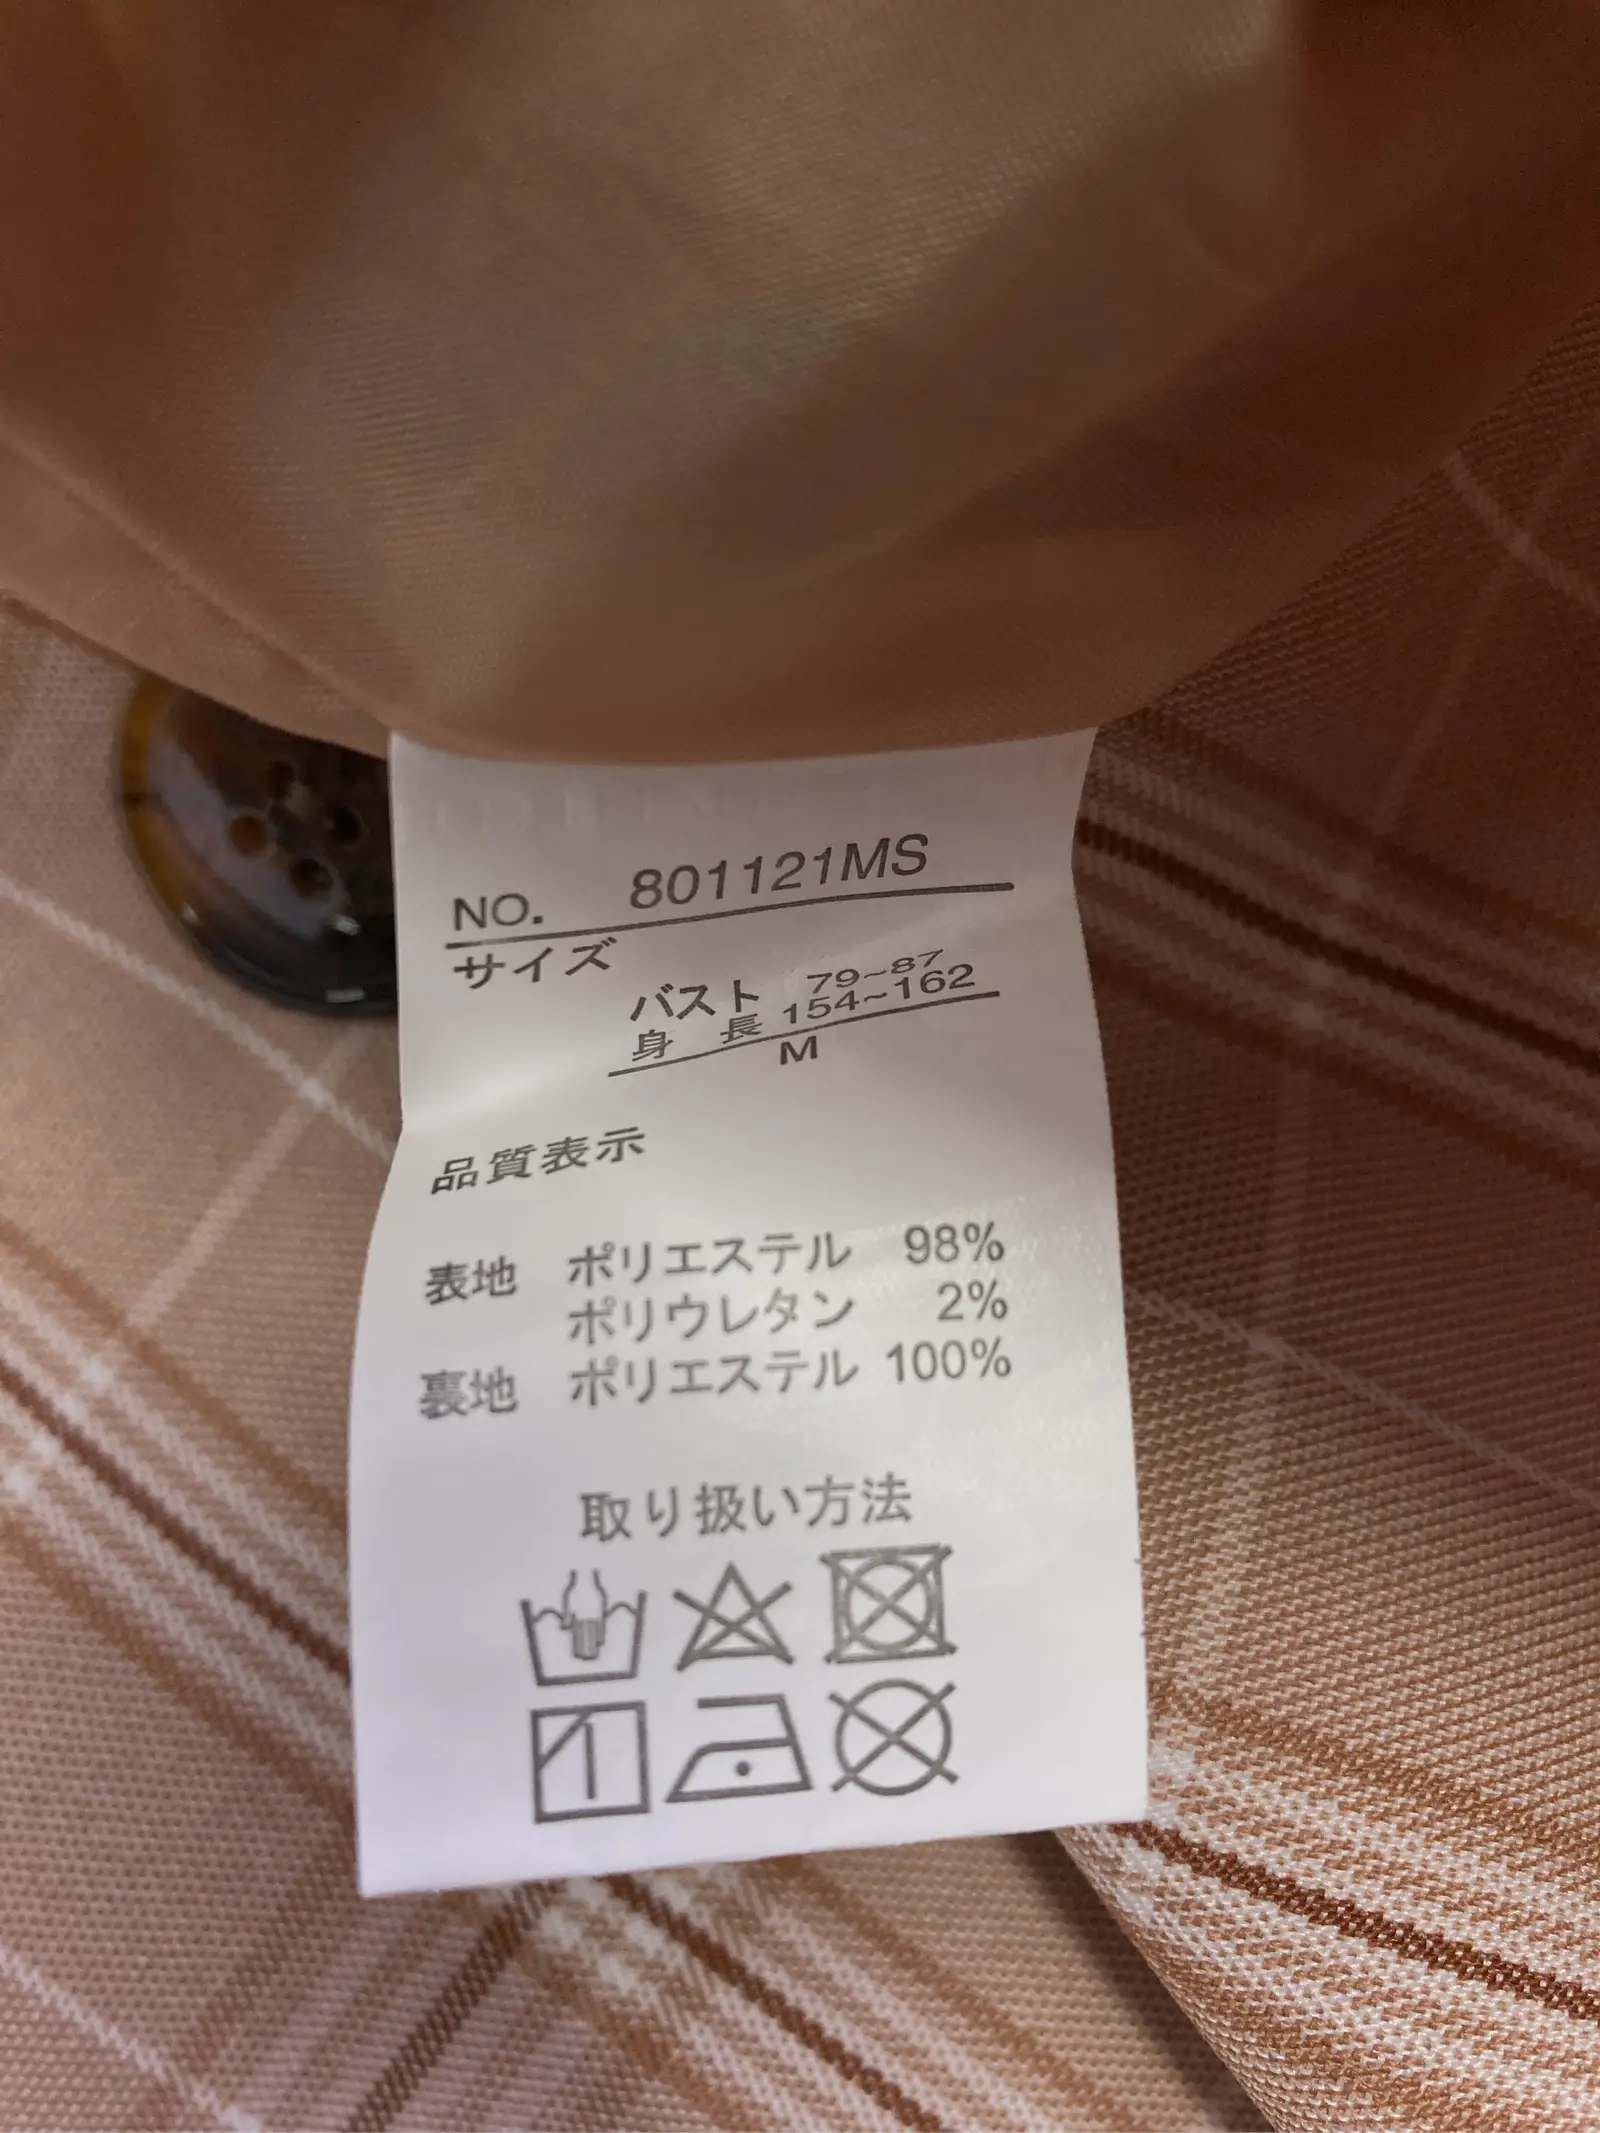 NO. 801121MS
サイズ
バスト 79~87
身 長 154~162
M
品質表示
表地 ポリエステル 98%
ポリウレタン 2%
裏地 ポリエステル 100%
取り扱い方法